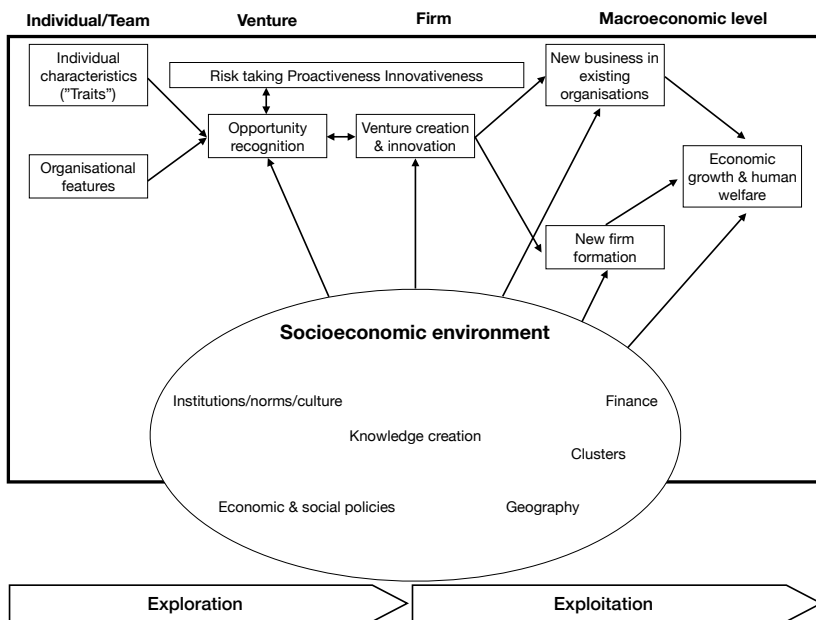 Individual/Team
Venture
Firm
Macroeconomic level
Individual
characteristics
("Traits")
Risk taking Proactiveness Innovativeness
New business in
existing
organisations
Opportunity
recognition
Venture creation
& innovation
Organisational
features
Economic
growth & human
welfare
New firm
formation
Socioeconomic environment
Institutions/norms/culture
Finance
Knowledge creation
Clusters
Economic & social policies
Geography
Exploration
Exploitation